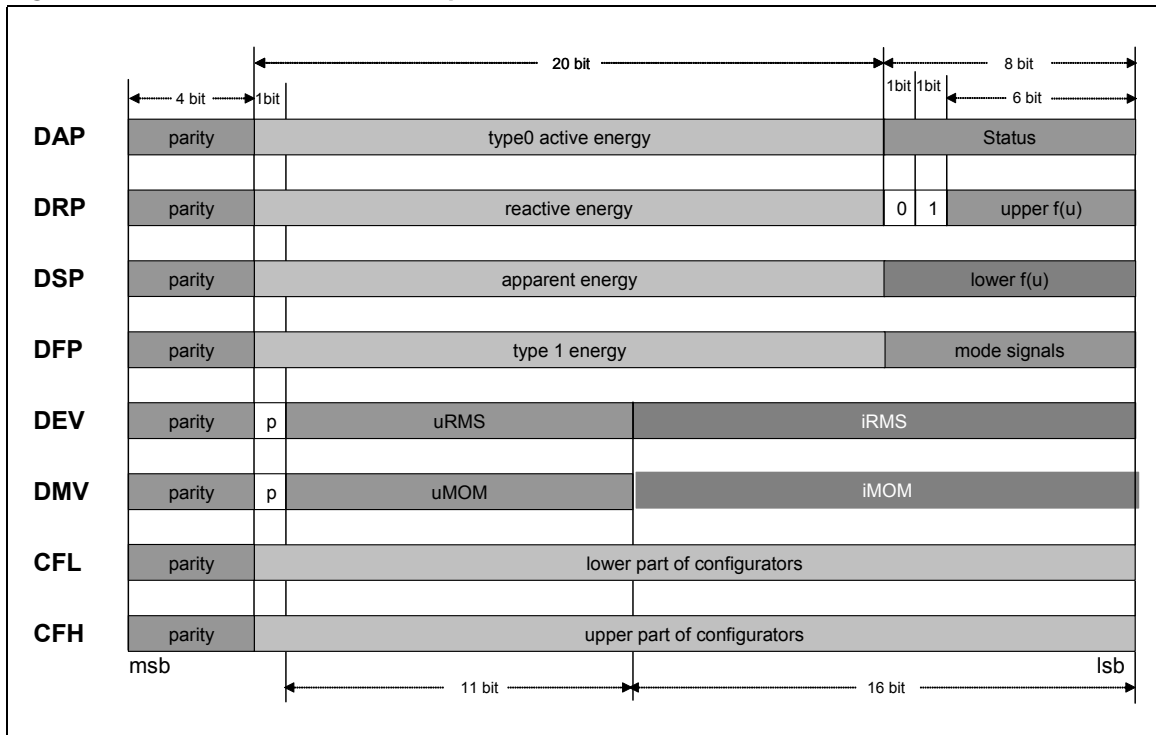 20 bit 8 bit
4 bit 1bit 1bit 1bit 6 bit
DAP parity type0 active energy Status
DRP parity reactive energy 0 1 upper f(u)
DSP parity apparent energy lower f(u)
DFP parity type 1 energy mode signals
DEV parity p uRMS iRMS
DMV parity p uMOM iMOM
CFL parity lower part of configurators
CFH parity upper part of configurators
msb lsb
11 bit 16 bit